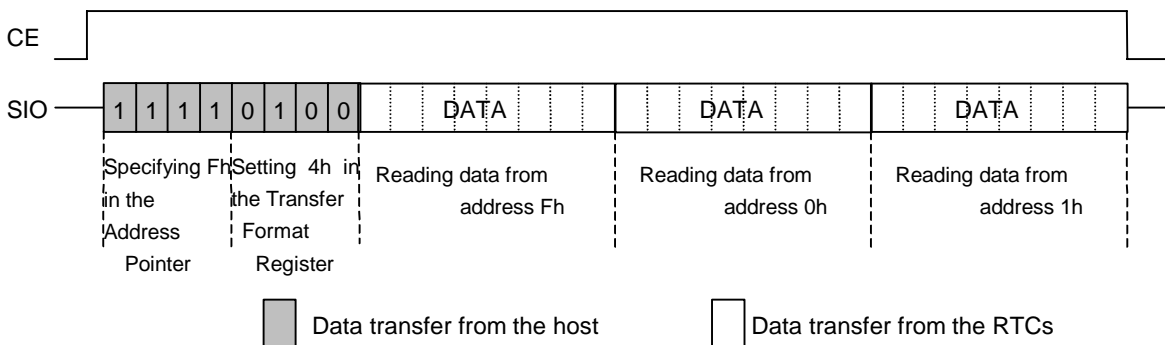 CE
SIO
1 1 1 1 0 1 0 0 DATA DATA DATA
Specifying Fh
in the
Address
Pointer
Setting 4h in
the Transfer
Format
Register
Reading data from
address Fh
Reading data from
address 0h
Reading data from
address 1h
Data transfer from the host
Data transfer from the RTCs